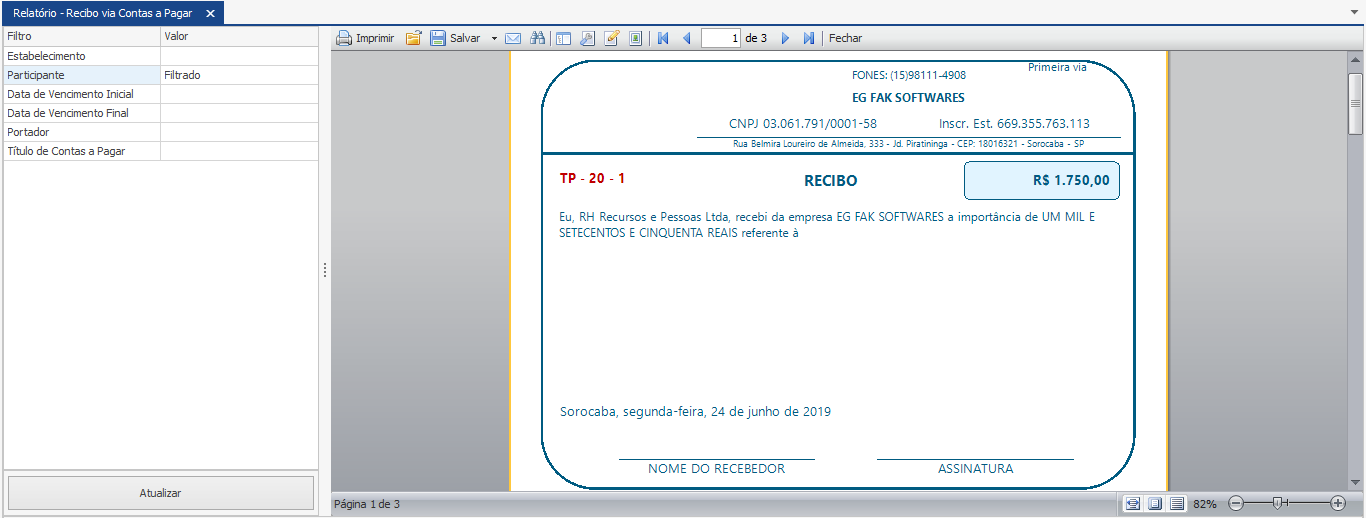 Relatório - Recibo via Contas a Pagar
Filtro Valor
Estabelecimento
Participante Filtrado
Data de Vencimento Inicial
Data de Vencimento Final
Portador
Título de Contas a Pagar
Atualizar
Imprimir Salvar 1 de 3 Fechar
Primeira via
FONES: (15)98111-4908
EG FAK SOFTWARES
CNPJ 03.061.791/0001-58 Inscr. Est. 669.355.763.113
Rua Belmira Loureiro de Almeida, 333 - Jd. Piratininga - CEP: 18016321 - Sorocaba - SP
TP - 20 - 1 RECIBO R$ 1.750,00
Eu, RH Recursos e Pessoas Ltda, recebi da empresa EG FAK SOFTWARES a importância de UM MIL E
SETECENTOS E CINQUENTA REAIS referente à
Sorocaba, segunda-feira, 24 de junho de 2019
NOME DO RECEBEDOR ASSINATURA
Página 1 de 3 82%